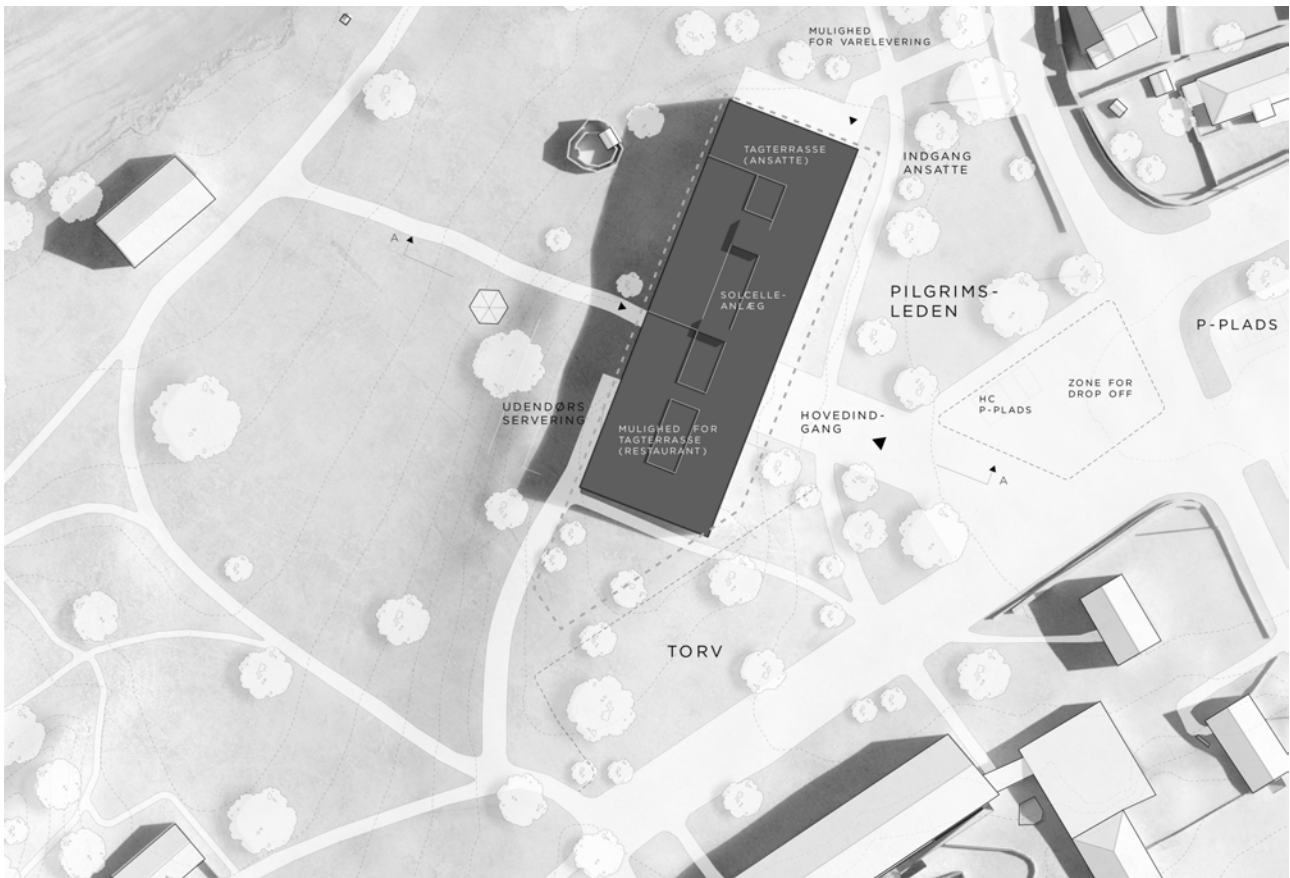 MULIGHED
FOR VARELEVERING
TAGTERRASSE
(ANSATTE)
INDGANG
ANSATTE
A
SOLCELLE-
ANLÆG
PILGRIMS-
LEDEN
P-PLADS
ZONE FOR
DROP OFF
HC
P-PLADS
UDENDØRS
SERVERING
HOVEDIND-
GANG
MULIGHED FOR
TAGTERRASSE
(RESTAURANT)
A
TORV